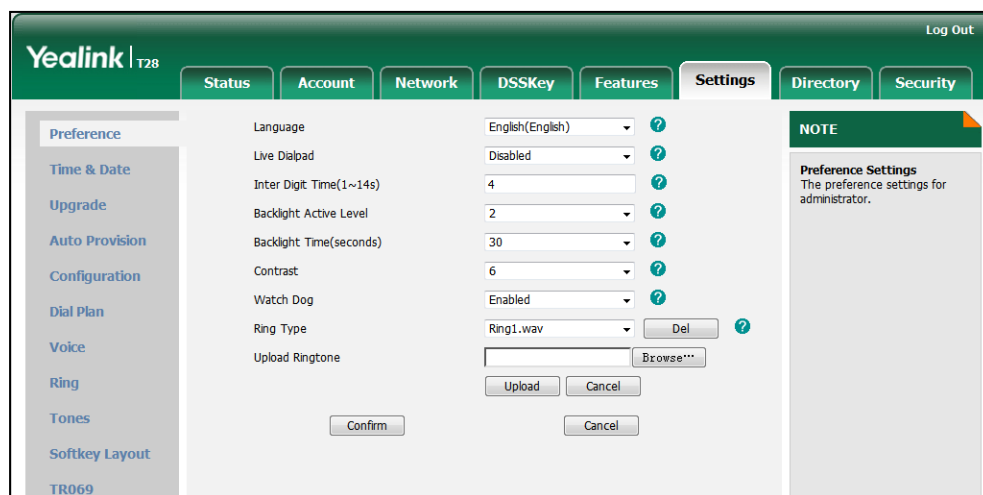 Log Out
Yealink | T28
Status Account Network DSSKey Features Settings Directory Security
Preference
Time & Date
Upgrade
Auto Provision
Configuration
Dial Plan
Voice
Ring
Tones
Softkey Layout
TR069
Language English(English) ?
Live Dialpad Disabled ?
Inter Digit Time(1~14s) 4 ?
Backlight Active Level 2 ?
Backlight Time(seconds) 30 ?
Contrast 6 ?
Watch Dog Enabled ?
Ring Type Ring1.wav Del ?
Upload Ringtone Browse...
Upload Cancel
Confirm Cancel
NOTE
Preference Settings
The preference settings for
administrator.